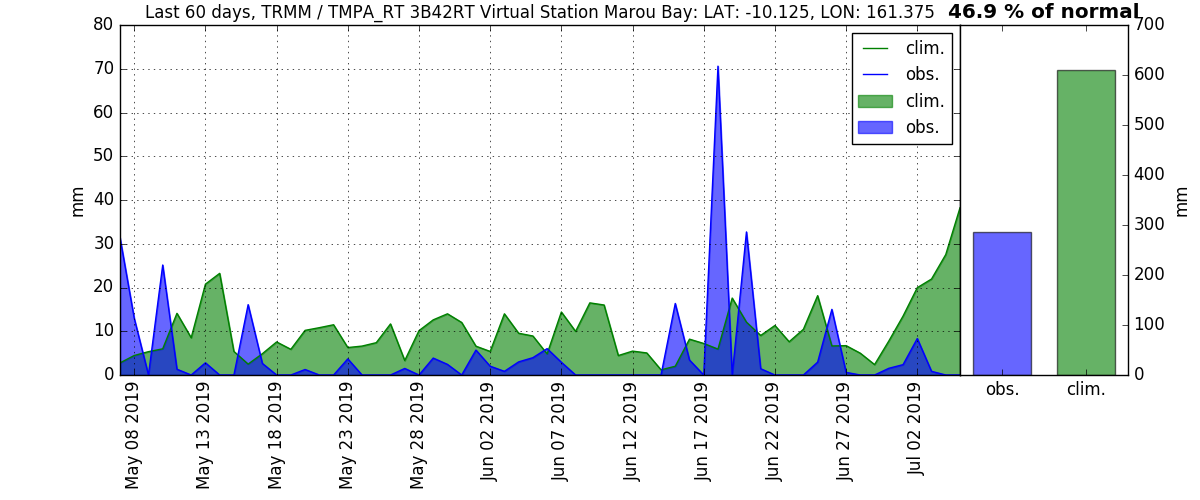 Last 60 days, TRMM / TMPA_RT 3B42RT Virtual Station Marou Bay: LAT: -10.125, LON: 161.375
46.9 % of normal
80
70
60
50
40
30
20
10
0
mm
clim.
obs.
clim.
obs.
May 08 2019
May 13 2019
May 18 2019
May 23 2019
May 28 2019
Jun 02 2019
Jun 07 2019
Jun 12 2019
Jun 17 2019
Jun 22 2019
Jun 27 2019
Jul 02 2019
700
600
500
400
300
200
100
0
mm
obs.
clim.